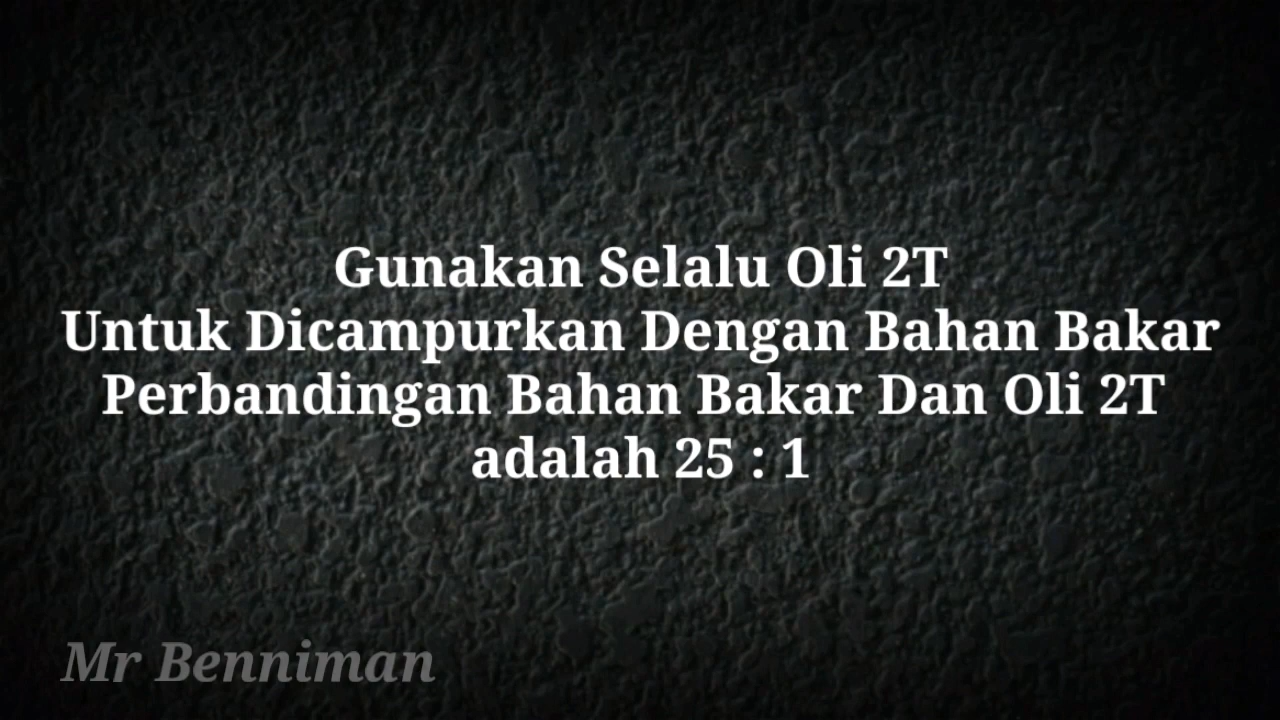 Gunakan Selalu Oli 2T
Untuk Dicampurkan Dengan Bahan Bakar
Perbandingan Bahan Bakar Dan Oli 2T
adalah 25 : 1
Mr Benniman